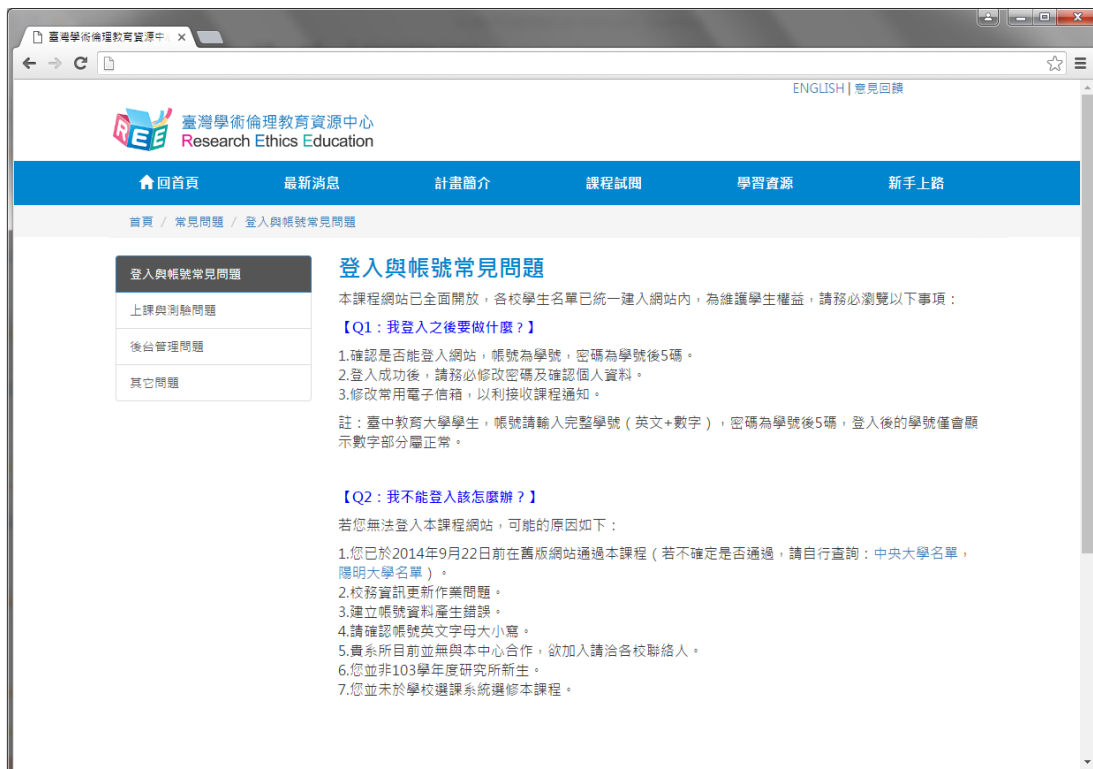 臺灣學術倫理教育資源中
ENGLISH | 意見回饋
REE
臺灣學術倫理教育資源中心
Research Ethics Education
回首頁 最新消息 計畫簡介 課程試閱 學習資源 新手上路
首頁 / 常見問題 / 登入與帳號常見問題
登入與帳號常見問題
上課與測驗問題
後台管理問題
其它問題
登入與帳號常見問題
本課程網站已全面開放，各校學生名單已統一建入網站內，為維護學生權益，請務必瀏覽以下事項：
【Q1：我登入之後要做什麼？】
1.確認是否能登入網站，帳號為學號，密碼為學號後5碼。
2.登入成功後，請務必修改密碼及確認個人資料。
3.修改常用電子信箱，以利接收課程通知。
註：臺中教育大學學生，帳號請輸入完整學號（英文+數字），密碼為學號後5碼，登入後的學號僅會顯
示數字部分屬正常。
【Q2：我不能登入該怎麼辦？】
若您無法登入本課程網站，可能的原因如下：
1.您已於2014年9月22日前在舊版網站通過本課程（若不確定是否通過，請自行查詢：中央大學名單，
陽明大學名單）。
2.校務資訊更新作業問題。
3.建立帳號資料產生錯誤。
4.請確認帳號英文字母大小寫。
5.貴系所目前並無與本中心合作，欲加入請洽各校聯絡人。
6.您並非103學年度研究所新生。
7.您並未於學校選課系統選修本課程。